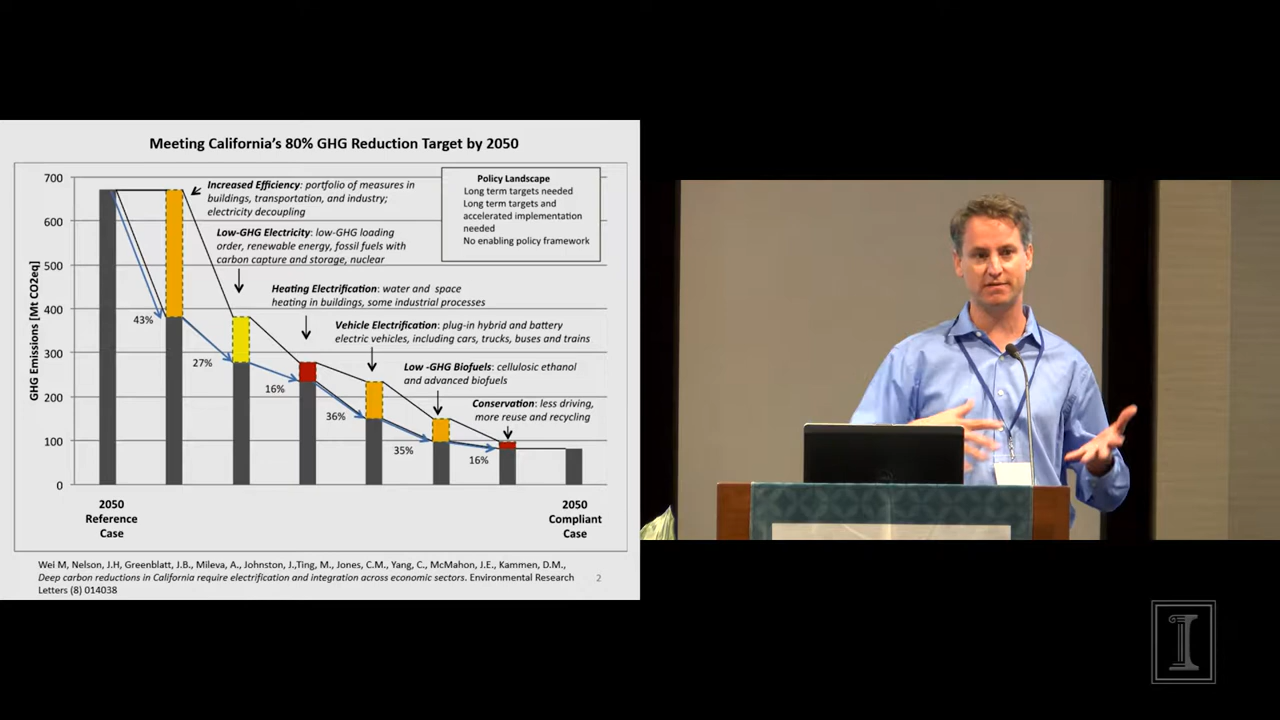 Meeting California's 80% GHG Reduction Target by 2050
GHG Emissions [Mt CO2eq]
700
600
500
400
300
200
100
0
Increased Efficiency: portfolio of measures in
buildings, transportation, and industry;
electricity decoupling
Policy Landscape
Long term targets needed
Long term targets and
accelerated implementation
needed
No enabling policy framework
Low-GHG Electricity: low-GHG loading
order, renewable energy, fossil fuels with
carbon capture and storage, nuclear
Heating Electrification: water and space
heating in buildings, some industrial processes
Vehicle Electrification: plug-in hybrid and battery
electric vehicles, including cars, trucks, buses and trains
Low -GHG Biofuels: cellulosic ethanol
and advanced biofuels
Conservation: less driving,
more reuse and recycling
43%
27%
16%
36%
35%
16%
2050
Reference
Case
2050
Compliant
Case
Wei M, Nelson, J.H, Greenblatt, J.B., Mileva, A., Johnston, J.,Ting, M., Jones, C.M., Yang, C., McMahon, J.E., Kammen, D.M.,
Deep carbon reductions in California require electrification and integration across economic sectors. Environmental Research
Letters (8) 014038
2
I